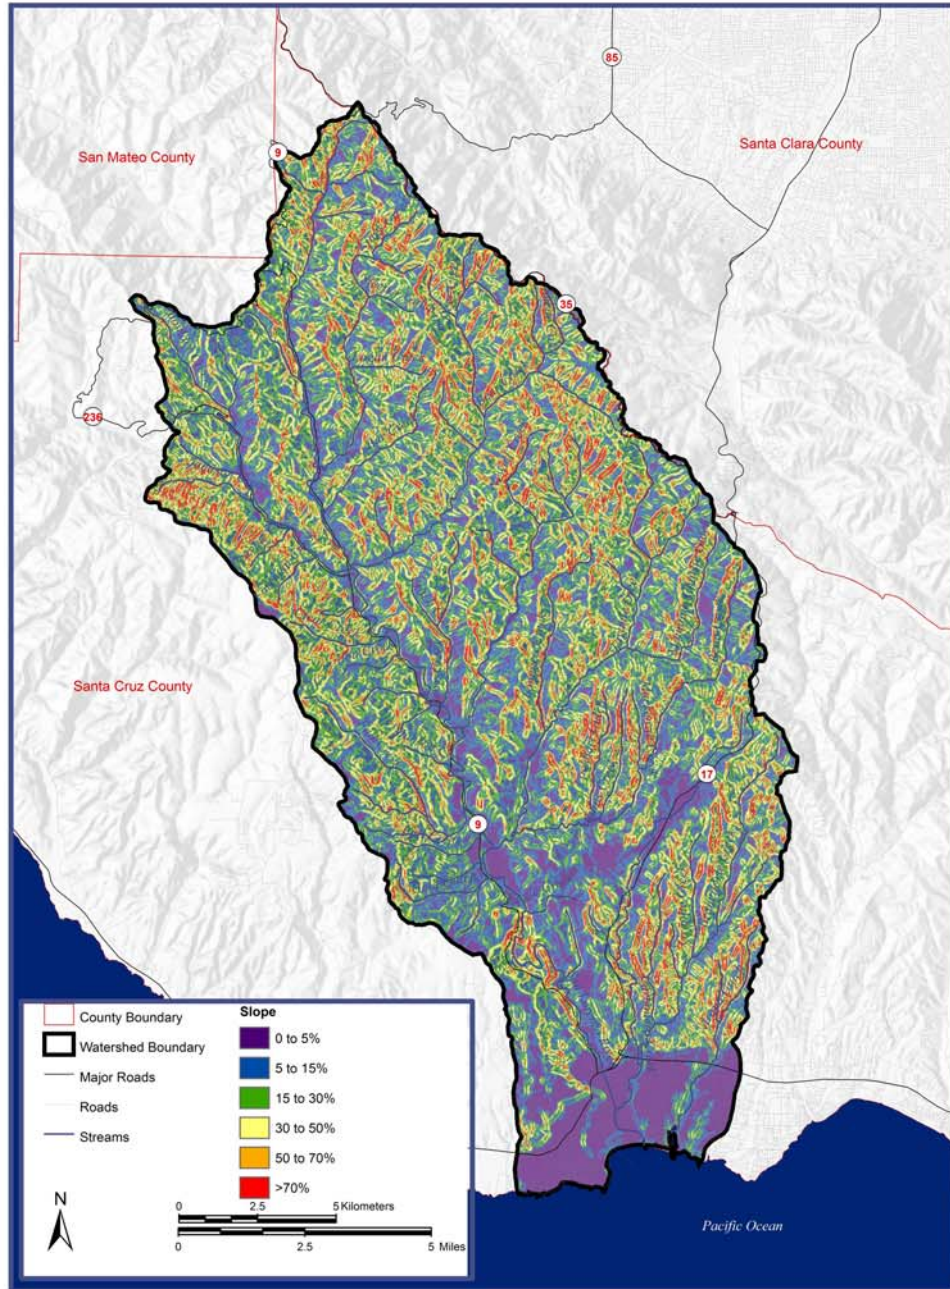 85
San Mateo County
9
Santa Clara County
35
236
Santa Cruz County
17
9
County Boundary
Watershed Boundary
Major Roads
Roads
Streams
Slope
0 to 5%
5 to 15%
15 to 30%
30 to 50%
50 to 70%
>70%
N
0 2.5 5 Kilometers
0 2.5 5 Miles
Pacific Ocean